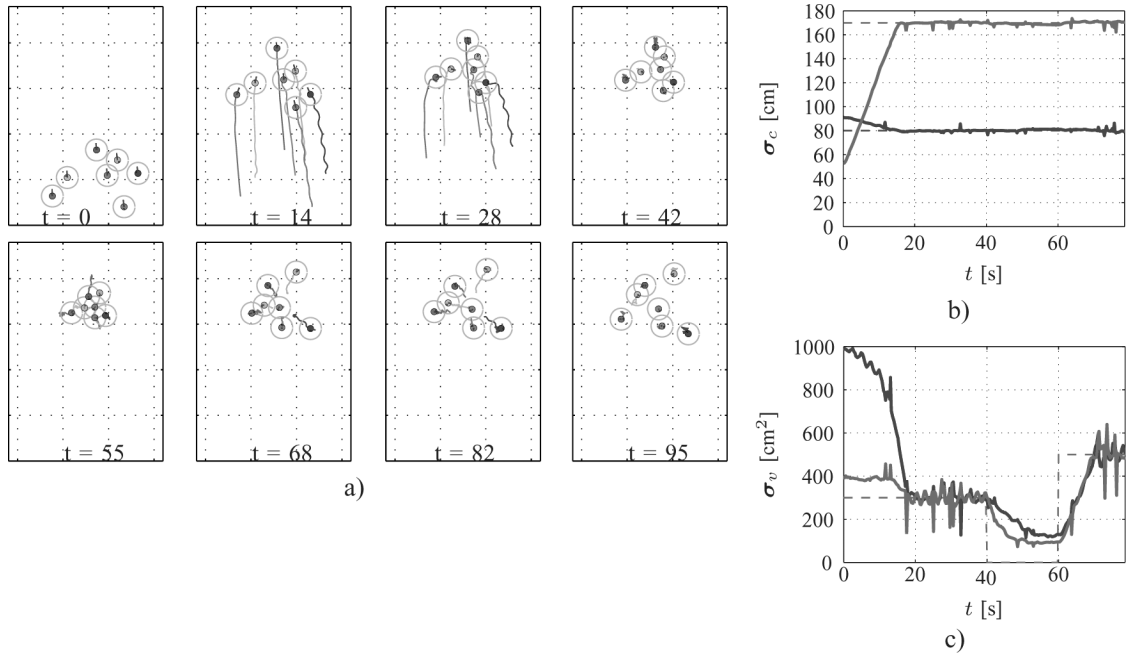 t = 0
t = 14
t = 28
t = 42
t = 55
t = 68
t = 82
t = 95
a)
180
160
140
120
100
80
60
40
20
0
σc [cm]
0 20 40 60
t [s]
b)
1000
800
600
400
200
0
σv [cm²]
0 20 40 60
t [s]
c)